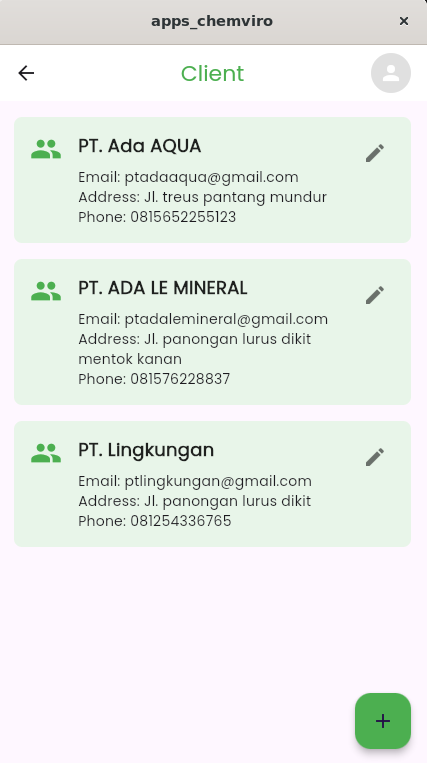 apps_chemviro
Client
PT. Ada AQUA
Email: ptadaaqua@gmail.com
Address: Jl. treus pantang mundur
Phone: 0815652255123
PT. ADA LE MINERAL
Email: ptadalemineral@gmail.com
Address: Jl. panongan lurus dikit
mentok kanan
Phone: 081576228837
PT. Lingkungan
Email: ptlingkungan@gmail.com
Address: Jl. panongan lurus dikit
Phone: 081254336765